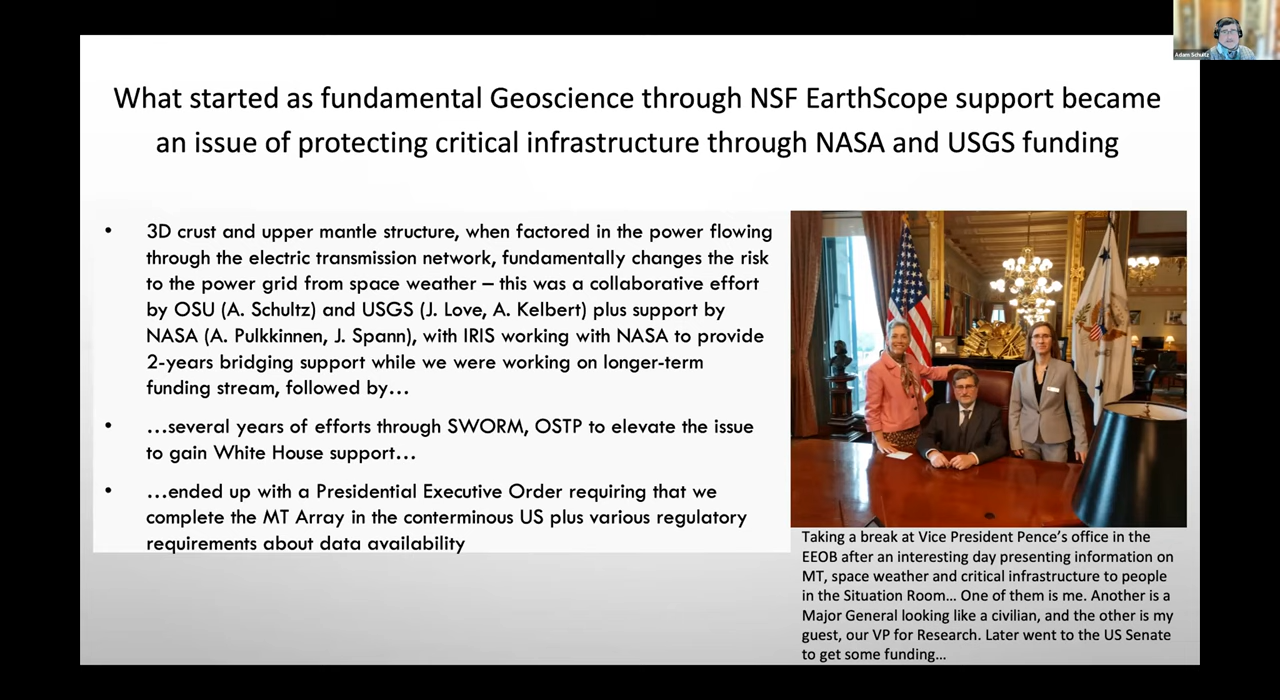 Adam Schultz
What started as fundamental Geoscience through NSF EarthScope support became
an issue of protecting critical infrastructure through NASA and USGS funding
• 3D crust and upper mantle structure, when factored in the power flowing
through the electric transmission network, fundamentally changes the risk
to the power grid from space weather – this was a collaborative effort
by OSU (A. Schultz) and USGS (J. Love, A. Kelbert) plus support by
NASA (A. Pulkkinnen, J. Spann), with IRIS working with NASA to provide
2-years bridging support while we were working on longer-term
funding stream, followed by…
• …several years of efforts through SWORM, OSTP to elevate the issue
to gain White House support…
• …ended up with a Presidential Executive Order requiring that we
complete the MT Array in the conterminous US plus various regulatory
requirements about data availability
Taking a break at Vice President Pence’s office in the
EEOB after an interesting day presenting information on
MT, space weather and critical infrastructure to people
in the Situation Room… One of them is me. Another is a
Major General looking like a civilian, and the other is my
guest, our VP for Research. Later went to the US Senate
to get some funding…